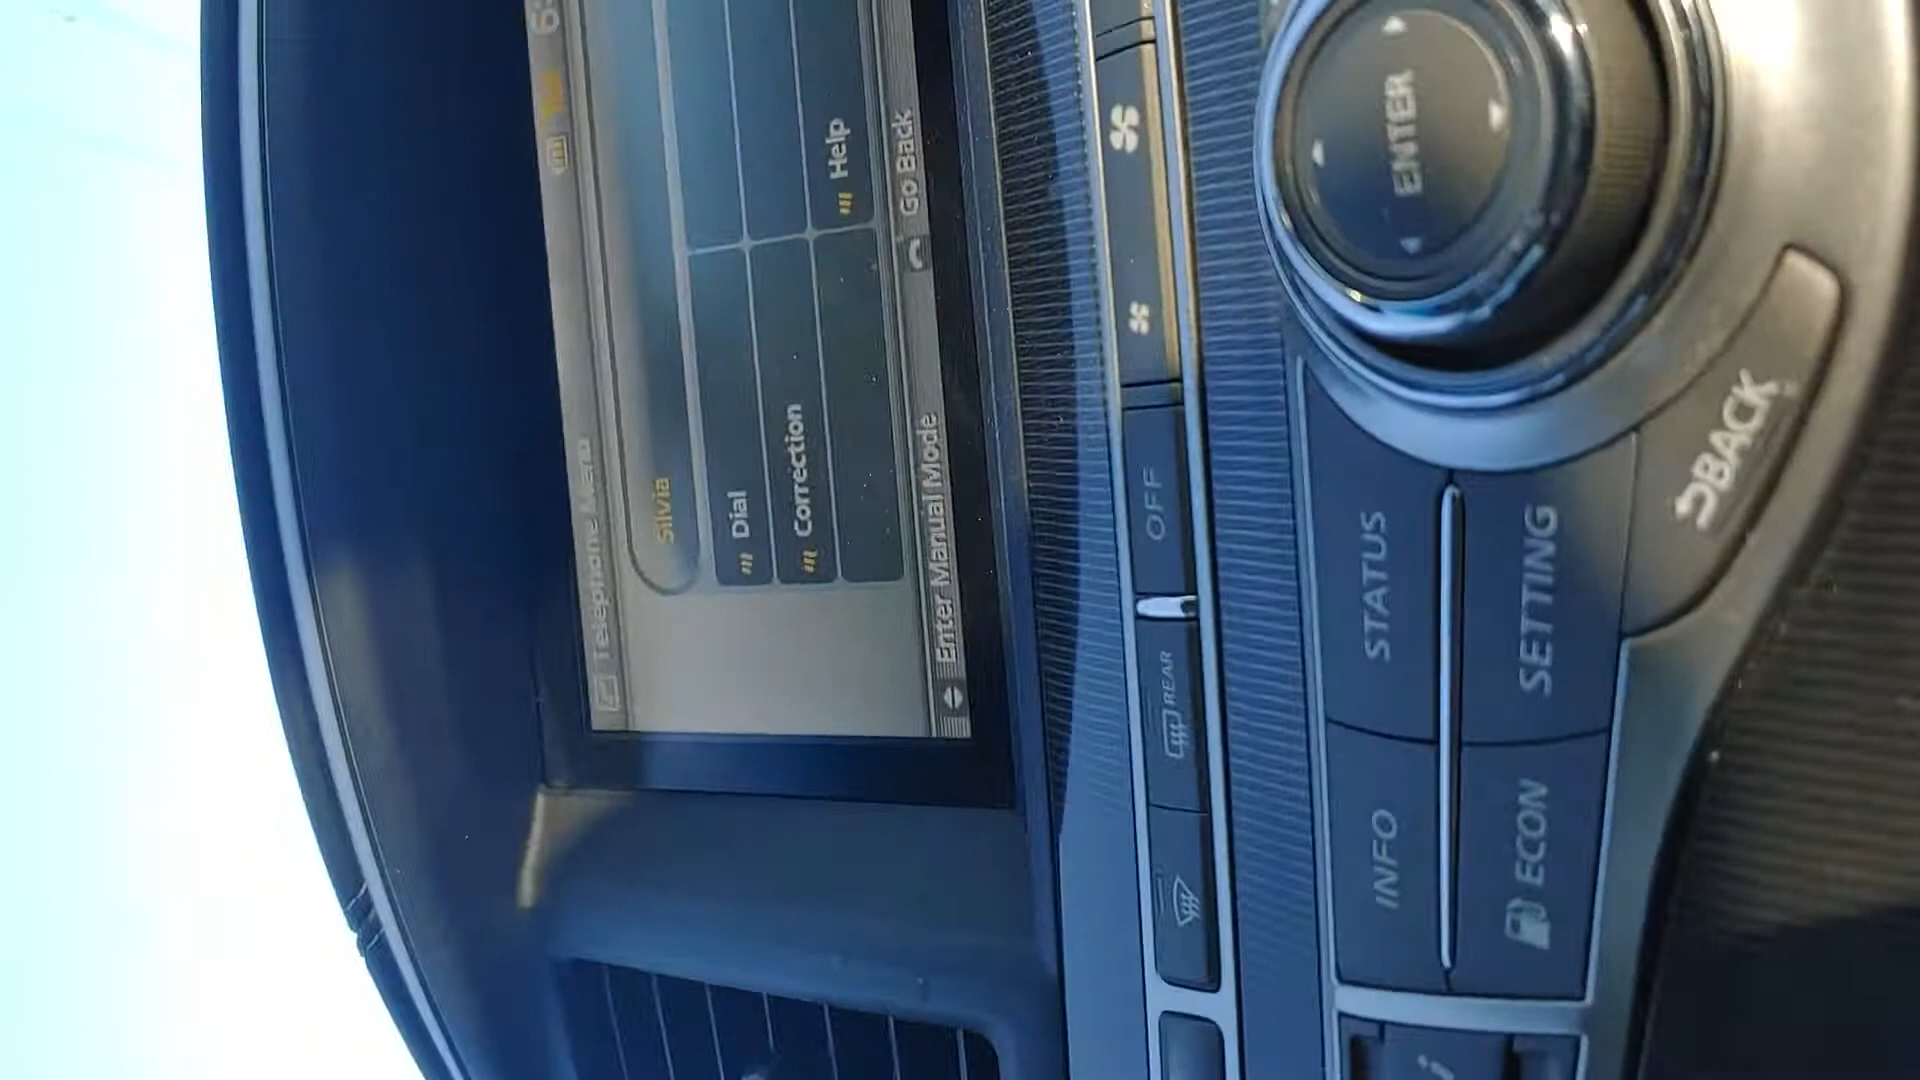 Telephone Menu
Silvia
Dial
Correction
Help
Enter Manual Mode
Go Back
OFF
REAR
ENTER
STATUS
INFO
SETTING
ECON
BACK